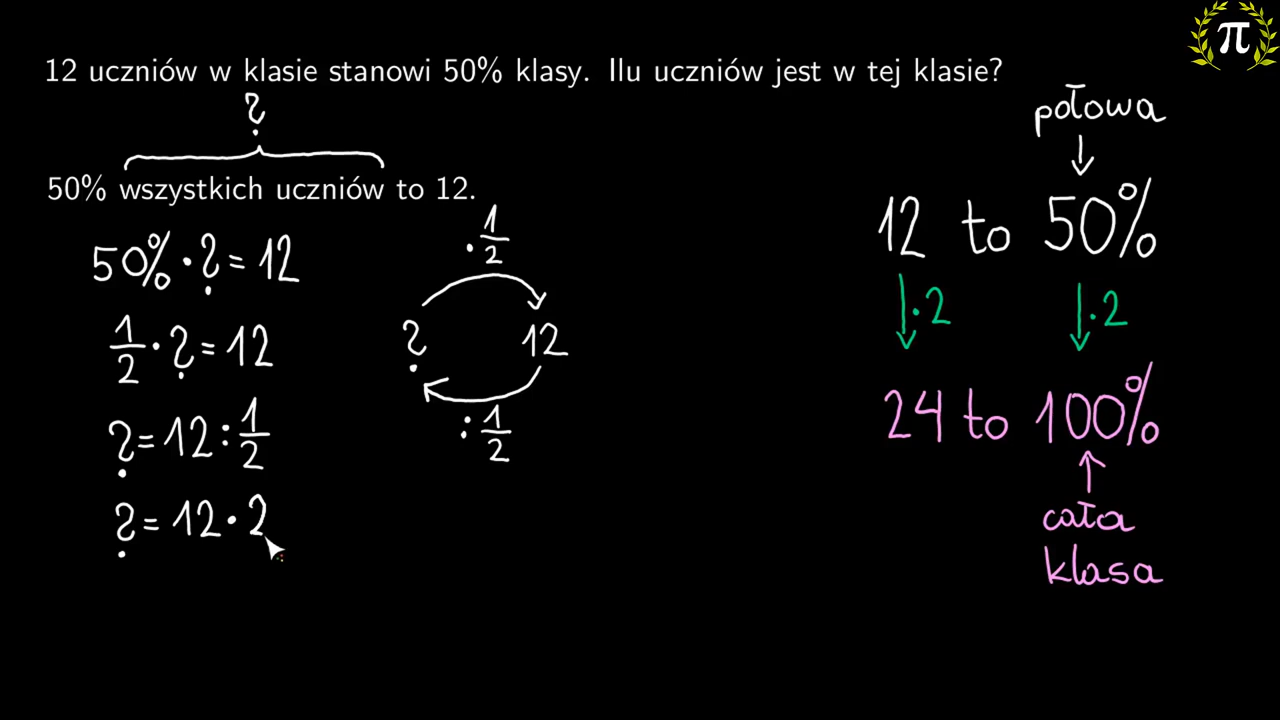 π
12 uczniów w klasie stanowi 50% klasy. Ilu uczniów jest w tej klasie?
?
50% wszystkich uczniów to 12.
50% · ? = 12
1/2 · ? = 12
? = 12 : 1/2
? = 12 · 2
· 1/2
? 12
: 1/2
połowa
12 to 50%
·2 ·2
24 to 100%
cała
klasa